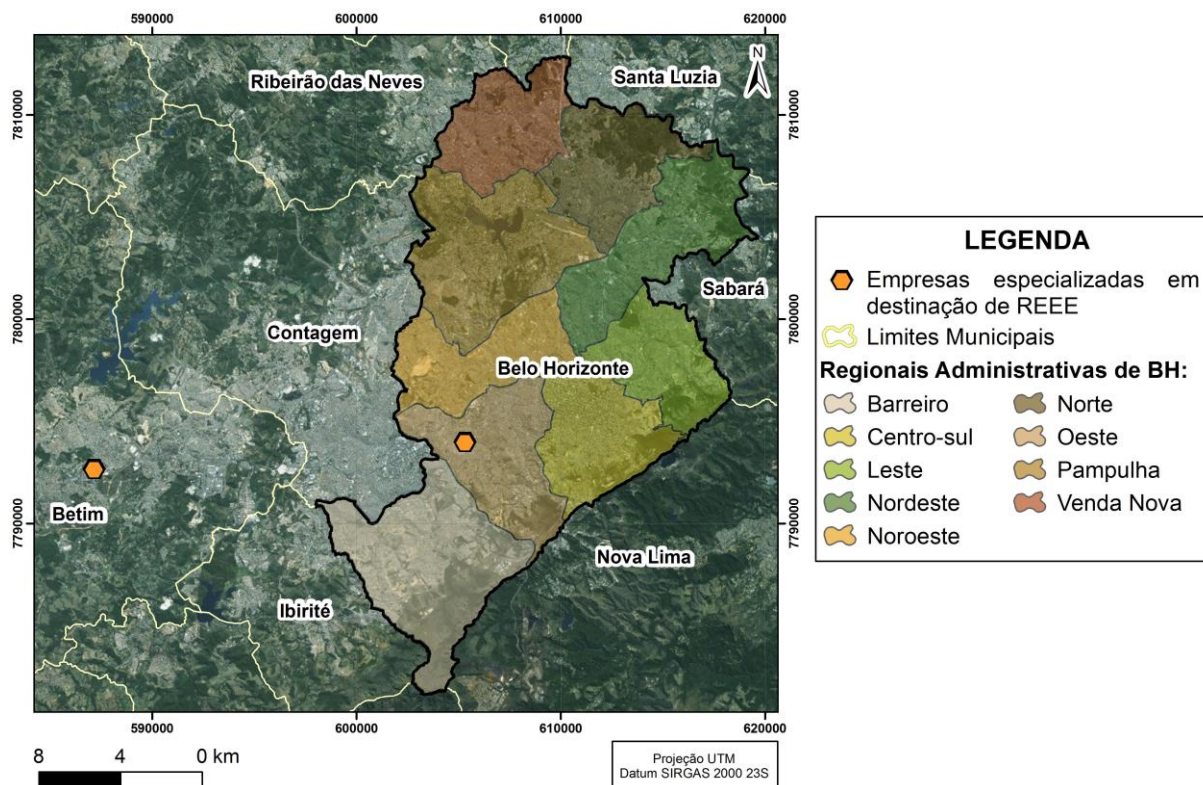 590000 600000 610000 620000
N
Ribeirão das Neves
Santa Luzia
7810000
7810000
Sabará
7800000
7800000
Contagem
Belo Horizonte
Betim
7790000
7790000
Nova Lima
Ibirité
590000 600000 610000 620000
8 4 0 km
Projeção UTM
Datum SIRGAS 2000 23S
LEGENDA
Empresas especializadas em
destinação de REEE
Limites Municipais
Regionais Administrativas de BH:
Barreiro
Centro-sul
Leste
Nordeste
Noroeste
Norte
Oeste
Pampulha
Venda Nova